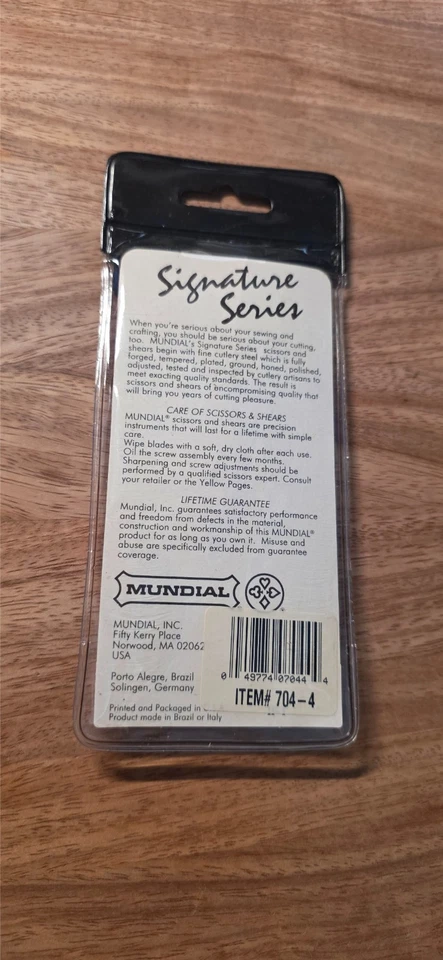 Signature
Series
When you're serious about your sewing and
crafting, you should be serious about your cutting,
too. MUNDIAL's Signature Series scissors and
shears begin with fine cutlery steel which is fully
forged, tempered, plated, ground, honed, polished,
adjusted, tested and inspected by cutlery artisans to
meet exacting quality standards. The result is
scissors and shears of encompromising quality that
will bring you years of cutting pleasure.
CARE OF SCISSORS & SHEARS
MUNDIAL® scissors and shears are precision
instruments that will last for a lifetime with simple
care.
Wipe blades with a soft, dry cloth after each use.
Oil the screw assembly every few months.
Sharpening and screw adjustments should be
performed by a qualified scissors expert. Consult
your retailer or the Yellow Pages.
LIFETIME GUARANTEE
Mundial, Inc. guarantees satisfactory performance
and freedom from defects in the material,
construction and workmanship of this MUNDIAL®
product for as long as you own it. Misuse and
abuse are specifically excluded from guarantee
coverage.
MUNDIAL ®
MUNDIAL, INC.
Fifty Kerry Place
Norwood, MA 02062
USA
Porto Alegre, Brazil
Solingen, Germany
Printed and Packaged in
Product made in Brazil or Italy
0 49774 07044 4
ITEM# 704-4